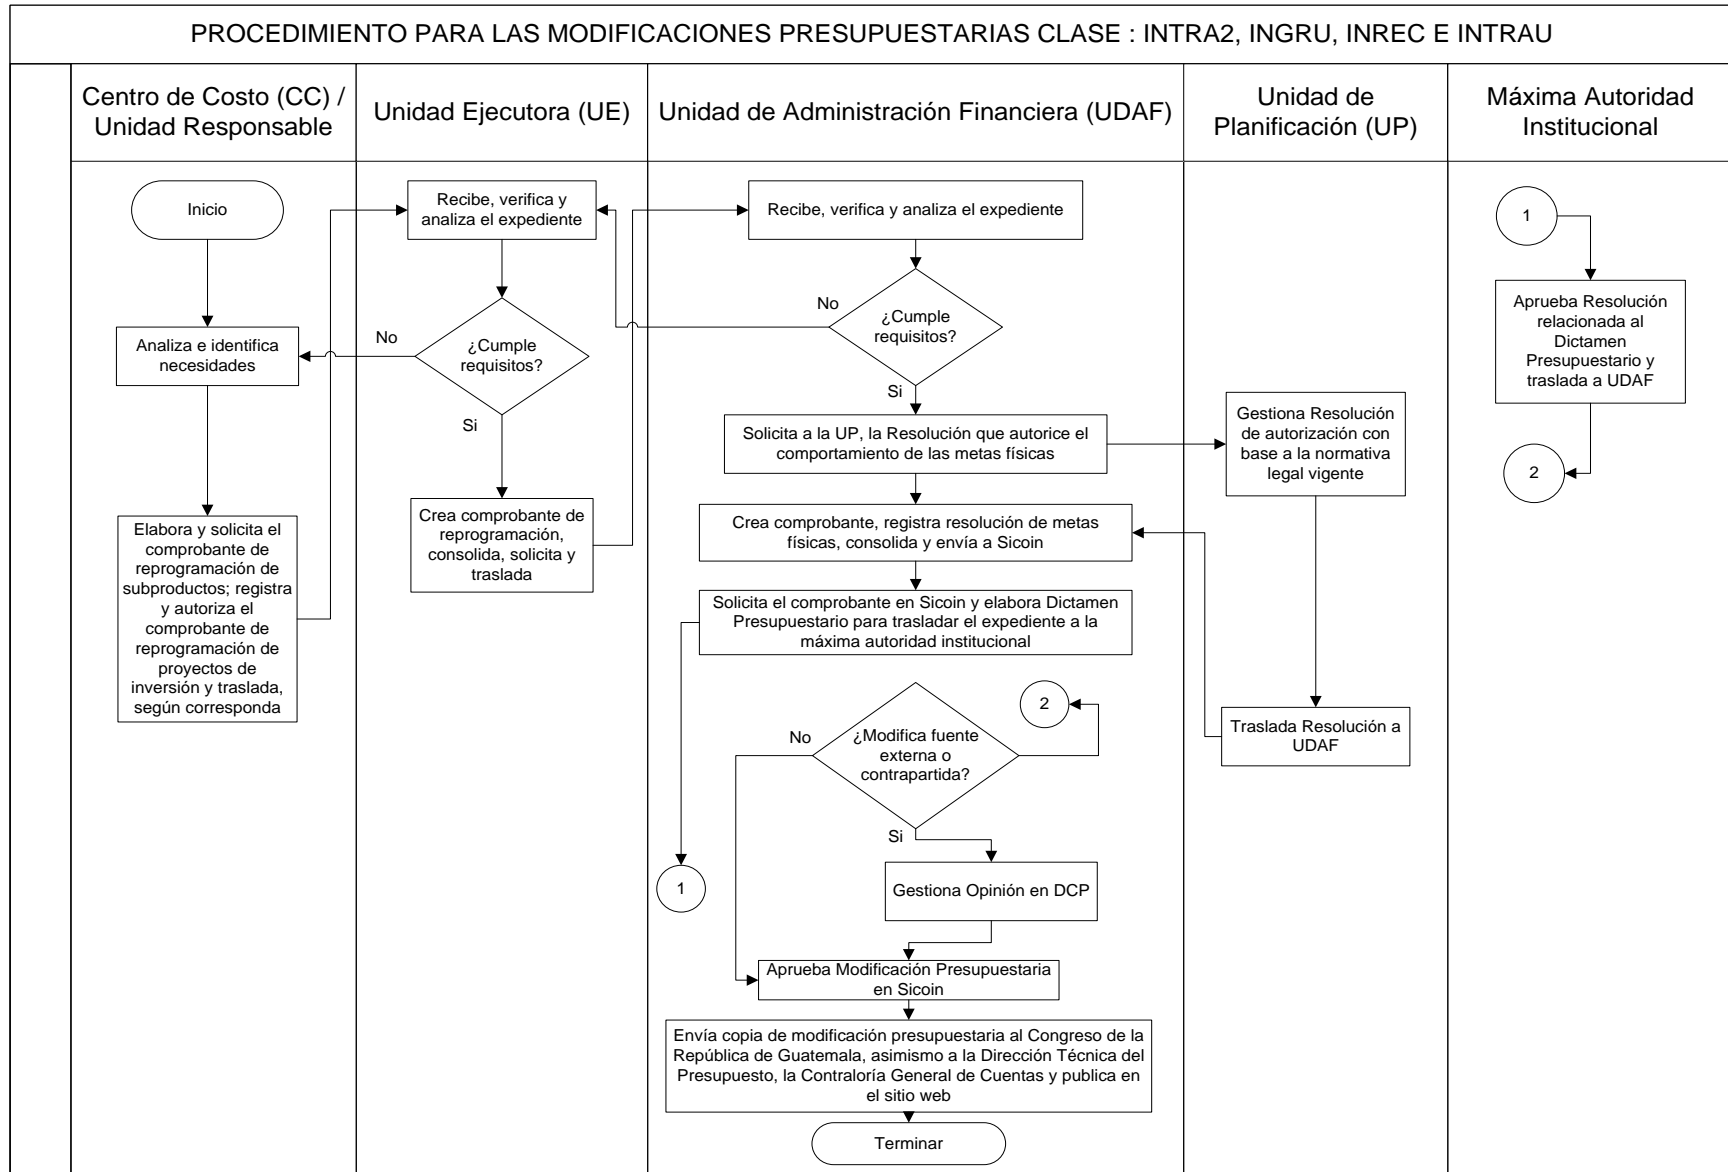 PROCEDIMIENTO PARA LAS MODIFICACIONES PRESUPUESTARIAS CLASE : INTRA2, INGRU, INREC E INTRAU
Centro de Costo (CC) /
Unidad Responsable
Unidad Ejecutora (UE)
Unidad de Administración Financiera (UDAF)
Unidad de
Planificación (UP)
Máxima Autoridad
Institucional
Inicio
Analiza e identifica
necesidades
Elabora y solicita el
comprobante de
reprogramación de
subproductos; registra
y autoriza el
comprobante de
reprogramación de
proyectos de
inversión y traslada,
según corresponda
Recibe, verifica y
analiza el expediente
¿Cumple
requisitos?
No
Si
Crea comprobante de
reprogramación,
consolida, solicita y
traslada
Recibe, verifica y analiza el expediente
¿Cumple
requisitos?
No
Si
Solicita a la UP, la Resolución que autorice el
comportamiento de las metas físicas
Crea comprobante, registra resolución de metas
físicas, consolida y envía a Sicoin
Solicita el comprobante en Sicoin y elabora Dictamen
Presupuestario para trasladar el expediente a la
máxima autoridad institucional
1
2
¿Modifica fuente
externa o
contrapartida?
No
Si
Gestiona Opinión en DCP
Aprueba Modificación Presupuestaria
en Sicoin
Envía copia de modificación presupuestaria al Congreso de la
República de Guatemala, asimismo a la Dirección Técnica del
Presupuesto, la Contraloría General de Cuentas y publica en
el sitio web
Terminar
Gestiona Resolución
de autorización con
base a la normativa
legal vigente
Traslada Resolución a
UDAF
1
Aprueba Resolución
relacionada al
Dictamen
Presupuestario y
traslada a UDAF
2